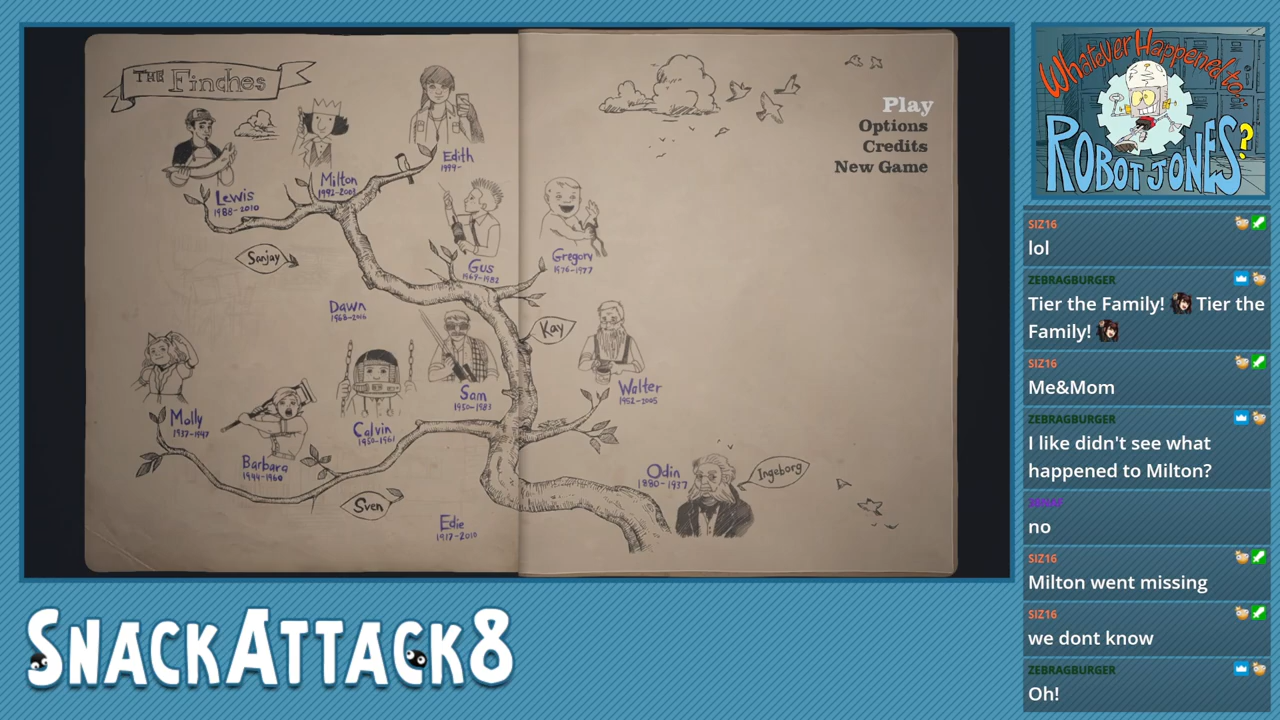 THE Finches
Edith
1999-
Lewis
1988-2010
Milton
1992-2003
Sanjay
Gus
1969-1982
Gregory
1976-1977
Dawn
1968-2016
Kay
Sam
1950-1983
Walter
1952-2005
Molly
1937-1947
Calvin
1950-1961
Barbara
1944-1960
Odin
1880-1937
Ingeborg
Sven
Edie
1917-2010
Play
Options
Credits
New Game
Whatever Happened to..
ROBOT JONES?
SIZ16
lol
ZEBRAGBURGER
Tier the Family! Tier the
Family!
SIZ16
Me&Mom
ZEBRAGBURGER
I like didn't see what
happened to Milton?
no
SIZ16
Milton went missing
SIZ16
we dont know
ZEBRAGBURGER
Oh!
SNACKATTACK8